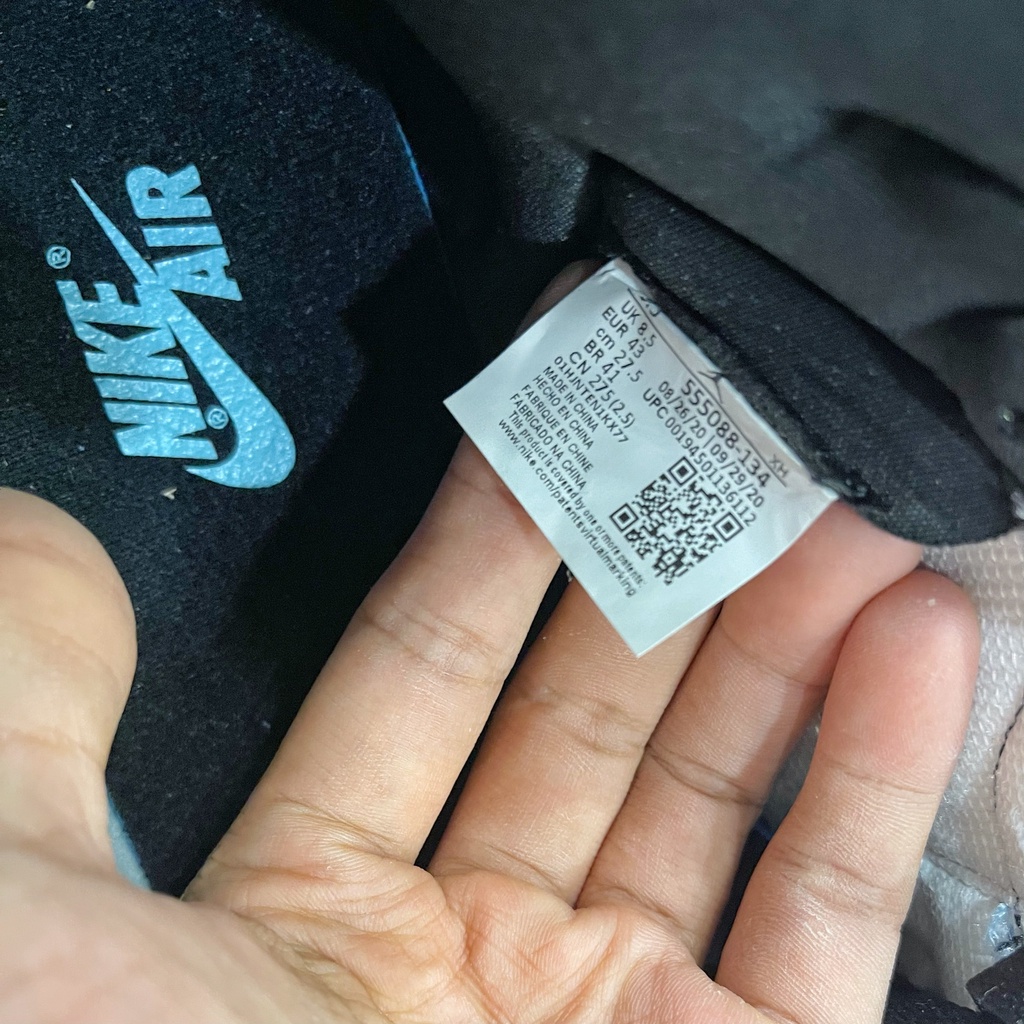 NIKE®
AIR
®
UK 8.5
EUR 43
cm 27.5
BR 41
CN 275(2.5)
01HJNTEN1KX77
MADE IN CHINA
HECHO EN CHINA
FABRIQUE EN CHINE
FABRICADO NA CHINA
This product is covered by one or more patents:
www.nike.com/patentsvirtualmarking
XH
555088-134
08/26/20 | 09/29/20
UPC 00194501136112